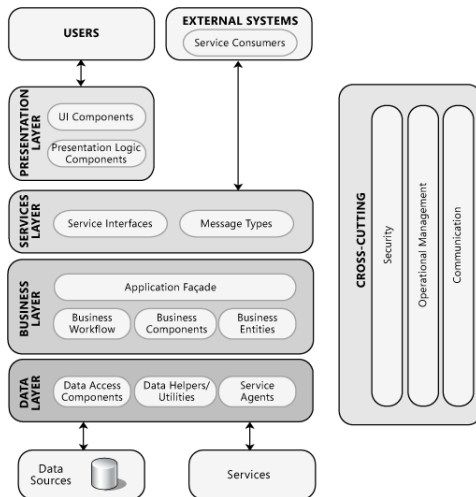 USERS
EXTERNAL SYSTEMS
Service Consumers
PRESENTATION
LAYER
UI Components
Presentation Logic
Components
SERVICES
LAYER
Service Interfaces
Message Types
BUSINESS
LAYER
Application Façade
Business
Workflow
Business
Components
Business
Entities
DATA
LAYER
Data Access
Components
Data Helpers/
Utilities
Service
Agents
Data
Sources
Services
CROSS-CUTTING
Security
Operational Management
Communication